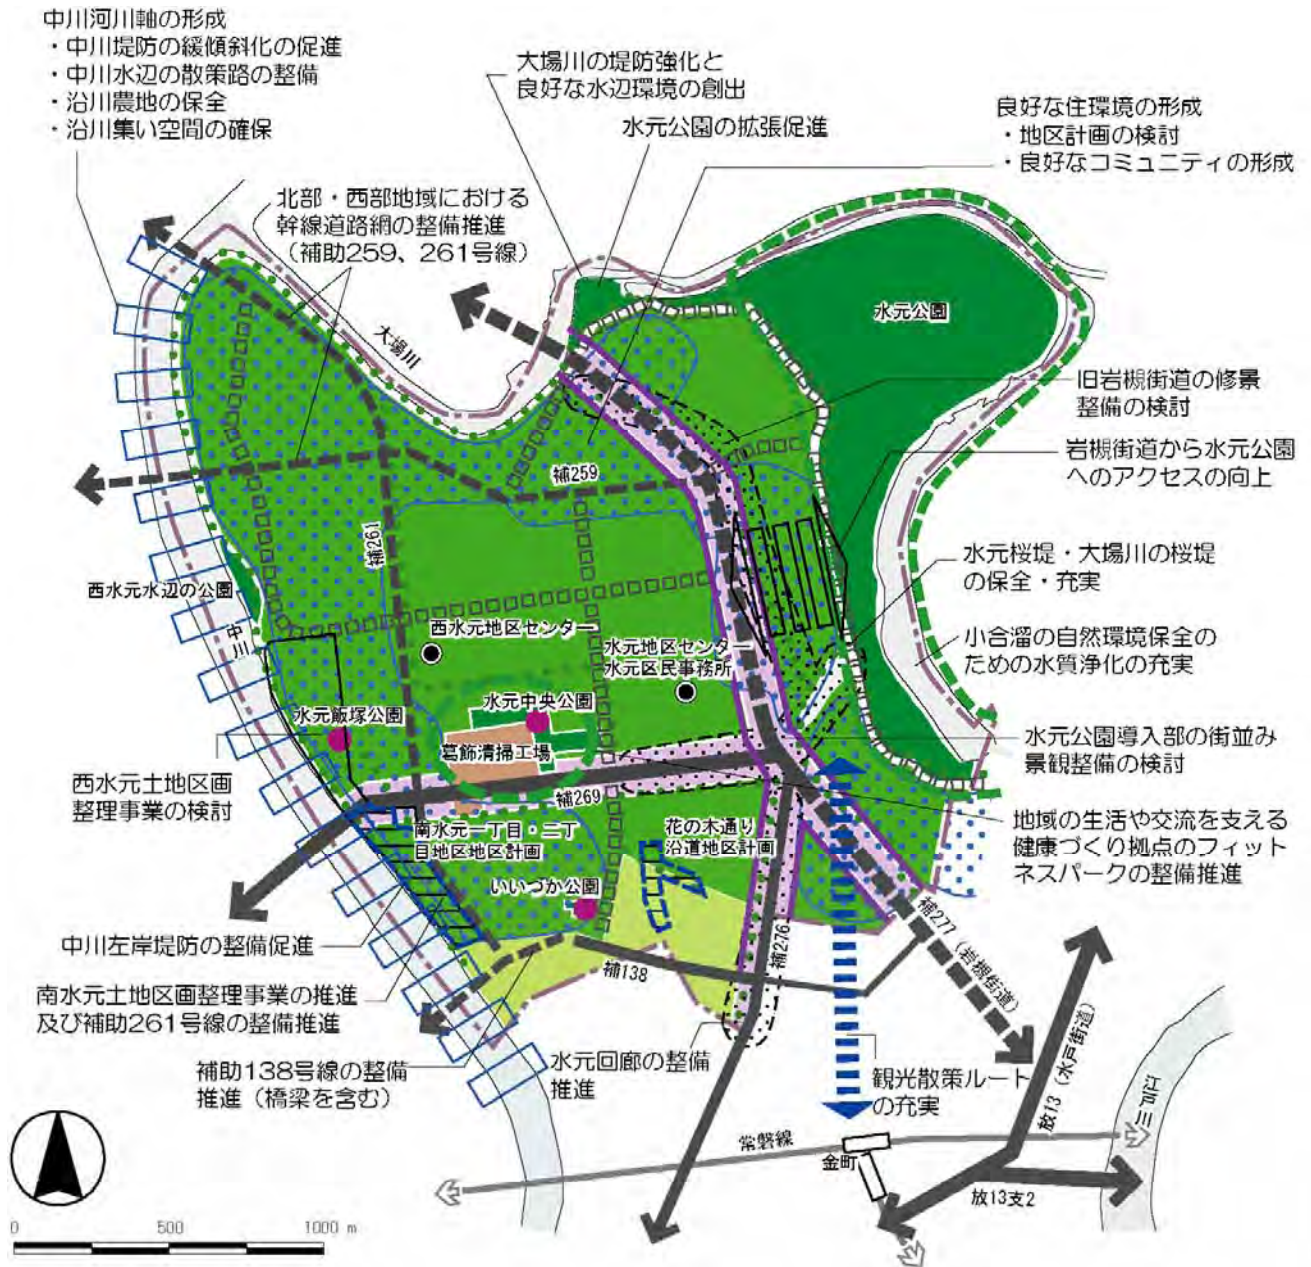 中川河川軸の形成
・中川堤防の緩傾斜化の促進
・中川水辺の散策路の整備
・沿川農地の保全
・沿川集い空間の確保
大場川の堤防強化と
良好な水辺環境の創出
水元公園の拡張促進
良好な住環境の形成
・地区計画の検討
・良好なコミュニティの形成
北部・西部地域における
幹線道路網の整備推進
（補助259、261号線）
大場川
水元公園
旧岩槻街道の修景
整備の検討
岩槻街道から水元公園
へのアクセスの向上
補259
補261
水元桜堤・大場川の桜堤
の保全・充実
西水元水辺の公園
中川
西水元地区センター
水元地区センター
水元区民事務所
小合溜の自然環境保全の
ための水質浄化の充実
水元飯塚公園
水元中央公園
葛飾清掃工場
水元公園導入部の街並み
景観整備の検討
西水元土地区画
整理事業の検討
補269
南水元一丁目・二丁
目地区地区計画
花の木通り
沿道地区計画
地域の生活や交流を支える
健康づくり拠点のフィット
ネスパークの整備推進
いいづか公園
中川左岸堤防の整備促進
補138
補276
補277（岩槻街道）
南水元土地区画整理事業の推進
及び補助261号線の整備推進
補助138号線の整備
推進（橋梁を含む）
水元回廊の整備
推進
観光散策ルート
の充実
放13（水戸街道）
江戸川
常磐線
金町
放13支2
0 500 1000 m